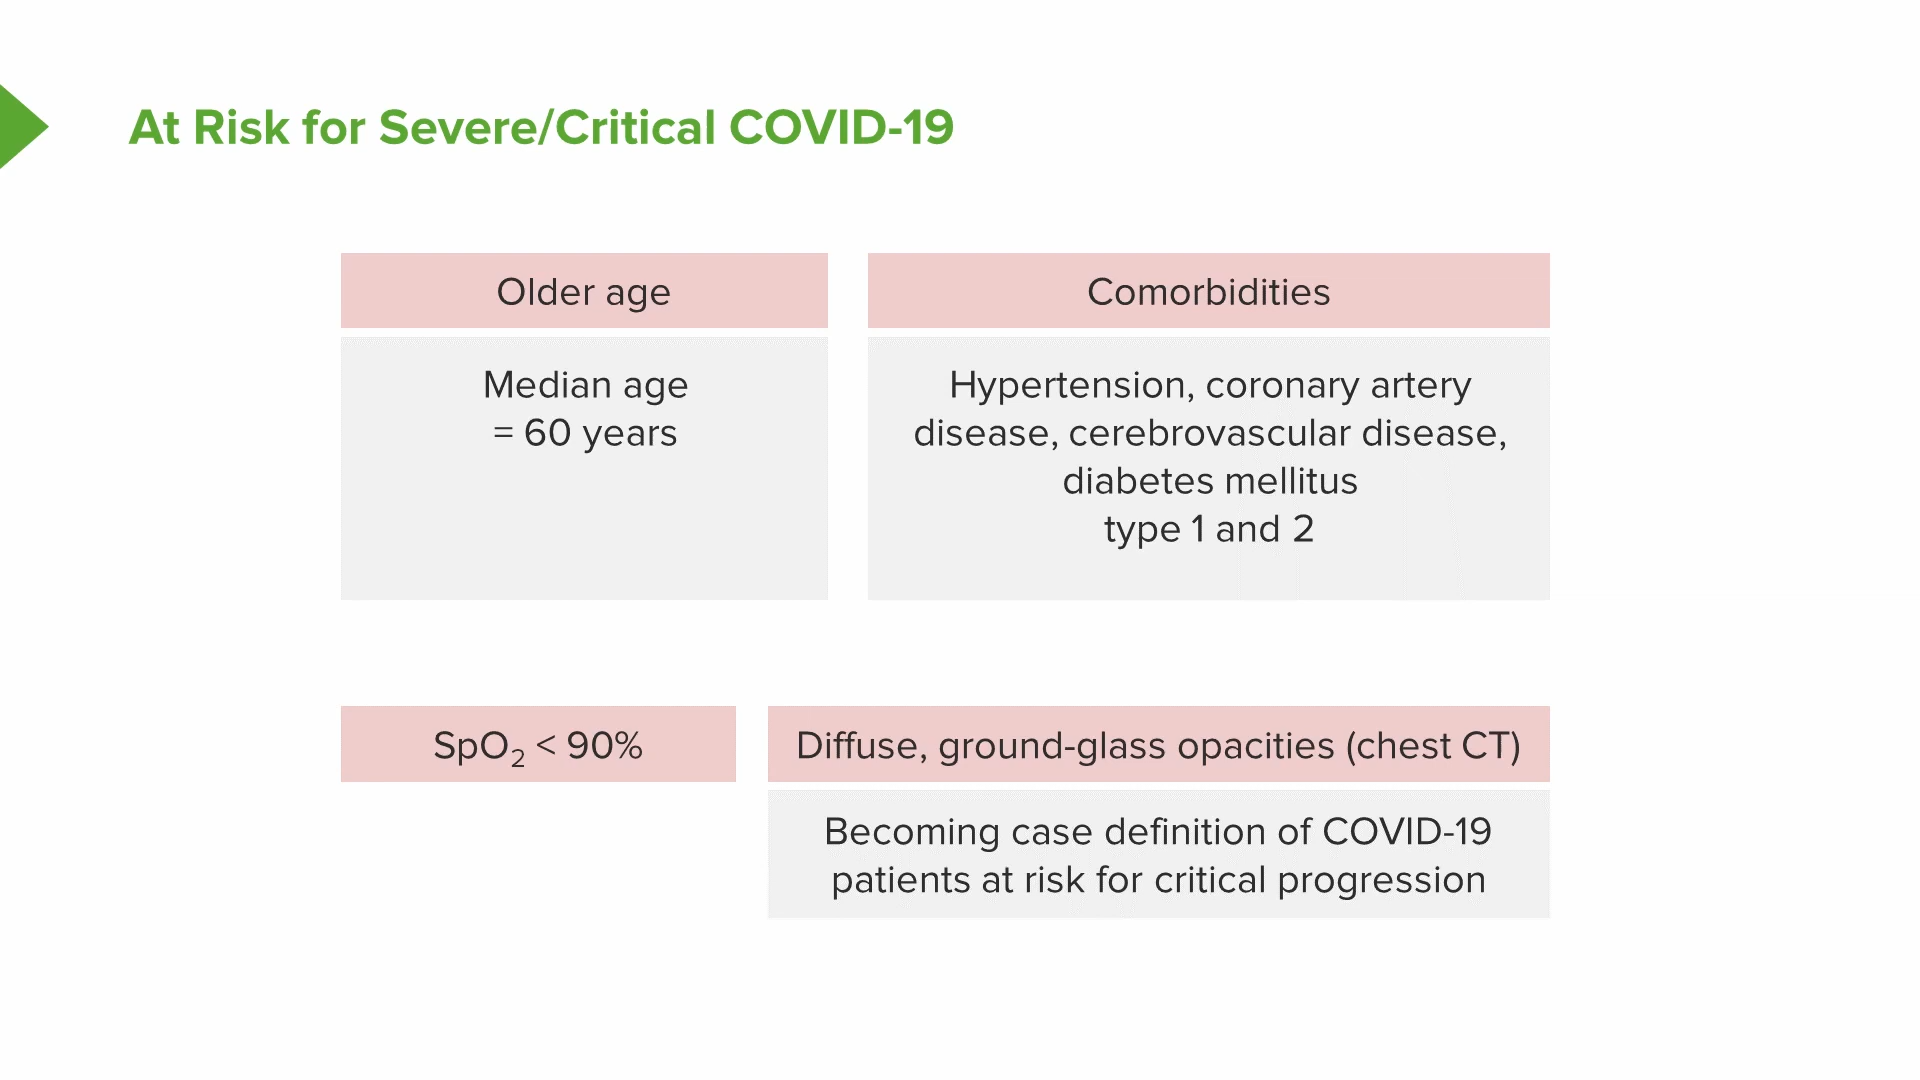 At Risk for Severe/Critical COVID-19
Older age
Median age
= 60 years
Comorbidities
Hypertension, coronary artery
disease, cerebrovascular disease,
diabetes mellitus
type 1 and 2
SpO₂ < 90%
Diffuse, ground-glass opacities (chest CT)
Becoming case definition of COVID-19
patients at risk for critical progression